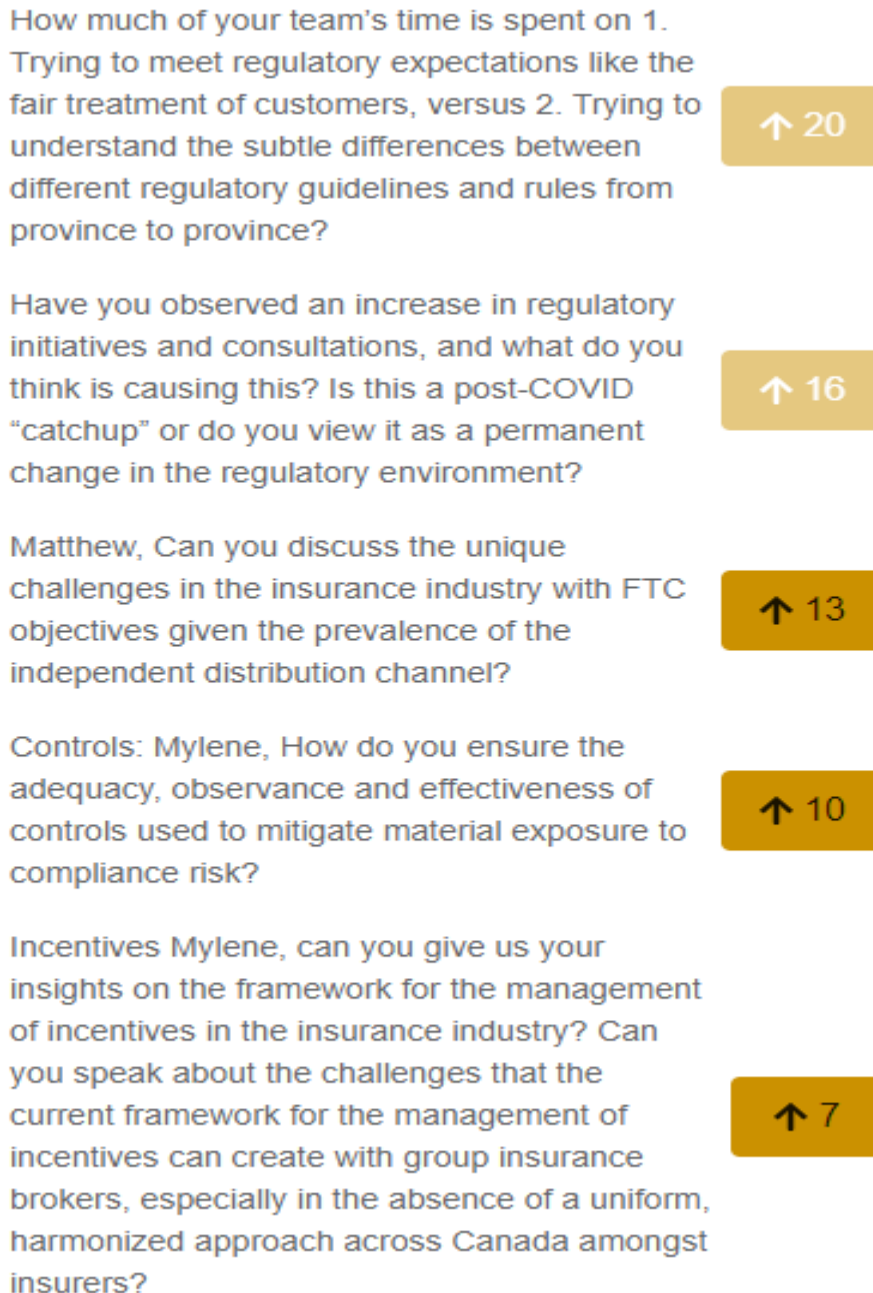 How much of your team's time is spent on 1.
Trying to meet regulatory expectations like the
fair treatment of customers, versus 2. Trying to
understand the subtle differences between
different regulatory guidelines and rules from
province to province?
↑ 20
Have you observed an increase in regulatory
initiatives and consultations, and what do you
think is causing this? Is this a post-COVID
“catchup” or do you view it as a permanent
change in the regulatory environment?
↑ 16
Matthew, Can you discuss the unique
challenges in the insurance industry with FTC
objectives given the prevalence of the
independent distribution channel?
↑ 13
Controls: Mylene, How do you ensure the
adequacy, observance and effectiveness of
controls used to mitigate material exposure to
compliance risk?
↑ 10
Incentives Mylene, can you give us your
insights on the framework for the management
of incentives in the insurance industry? Can
you speak about the challenges that the
current framework for the management of
incentives can create with group insurance
brokers, especially in the absence of a uniform,
harmonized approach across Canada amongst
insurers?
↑ 7